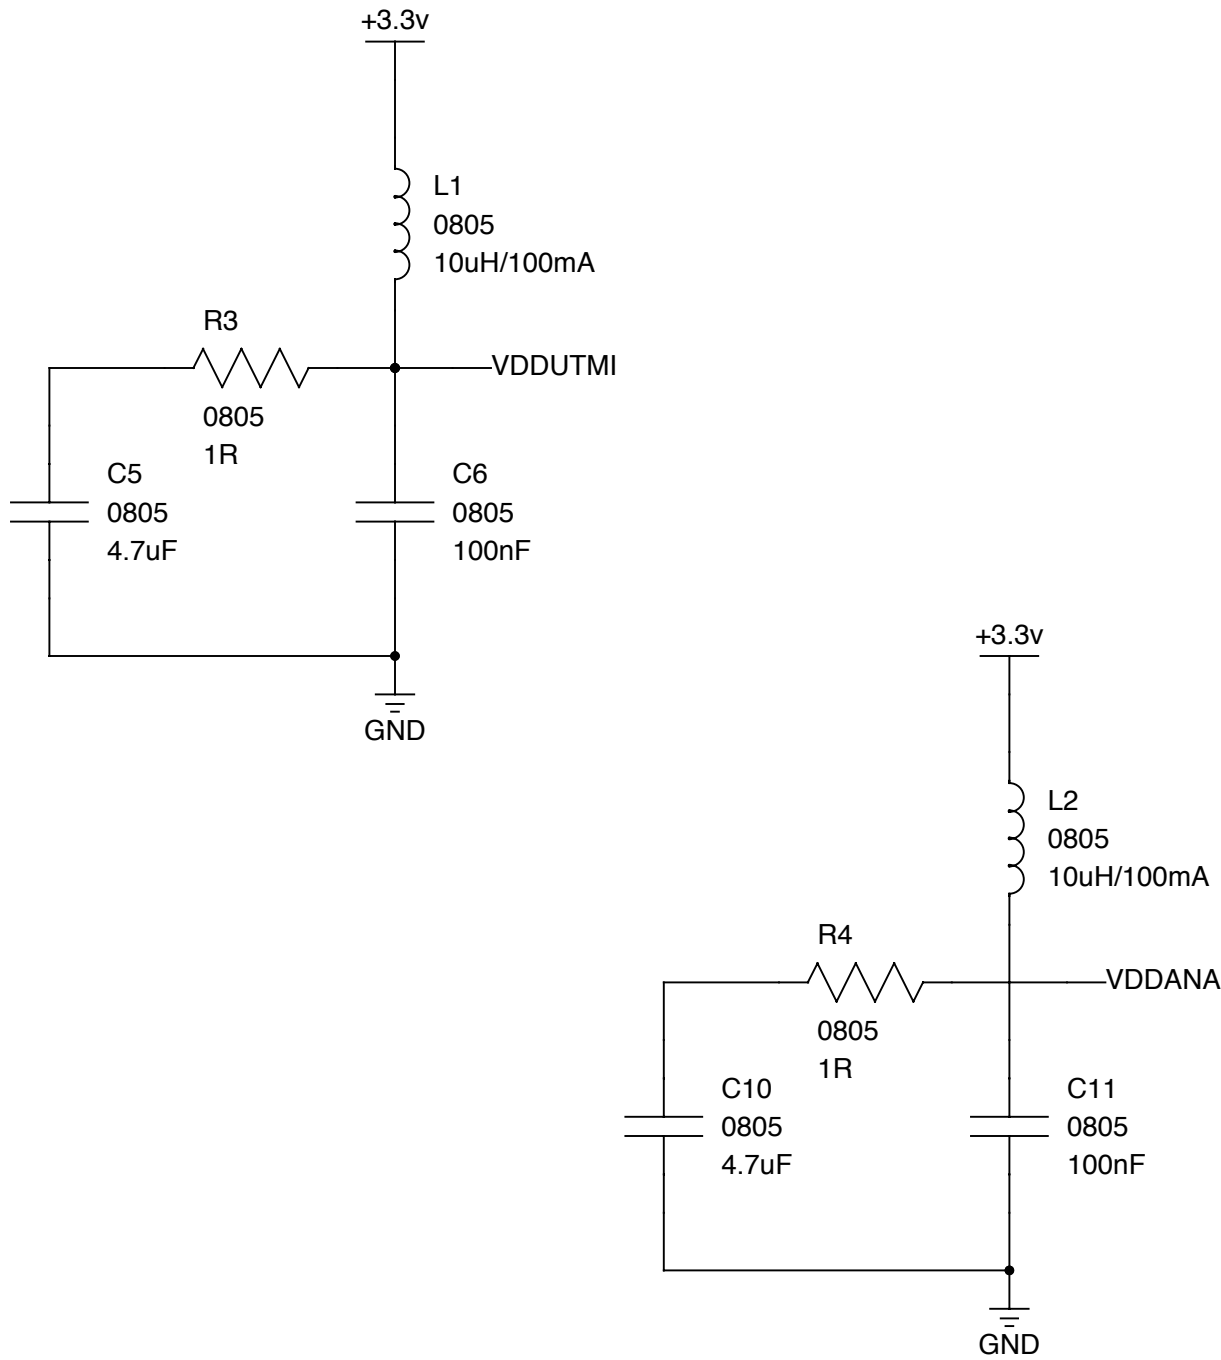 +3.3v
L1
0805
10uH/100mA
R3
VDDUTMI
0805
1R
C5
0805
4.7uF
C6
0805
100nF
GND
+3.3v
L2
0805
10uH/100mA
R4
VDDANA
0805
1R
C10
0805
4.7uF
C11
0805
100nF
GND